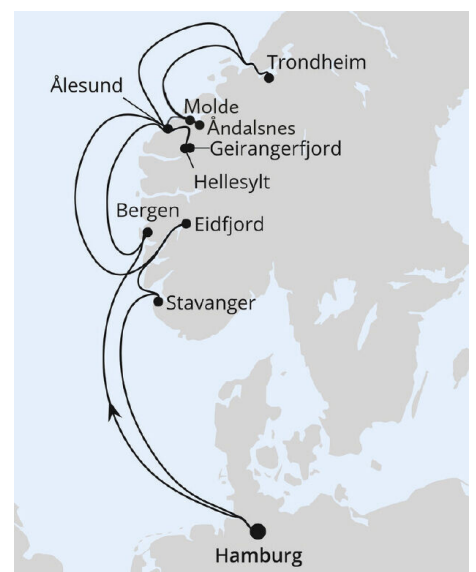 Trondheim
Ålesund
Molde
Åndalsnes
Geirangerfjord
Hellesylt
Bergen
Eidfjord
Stavanger
Hamburg